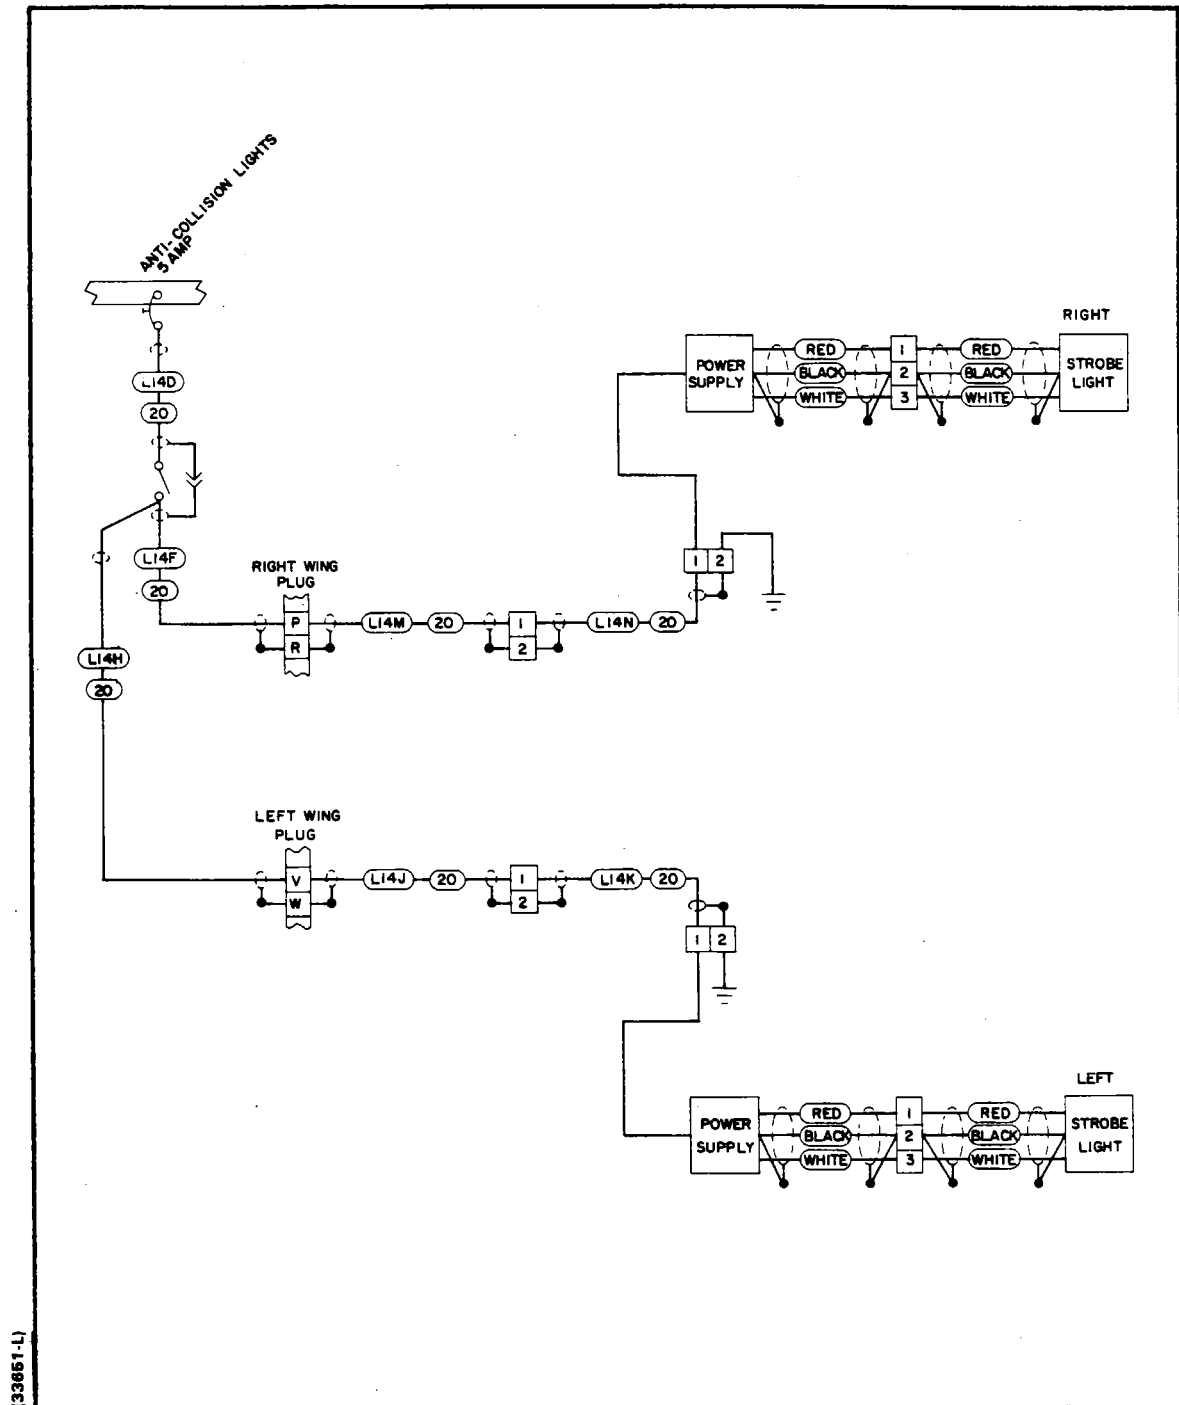 ANTI-COLLISION LIGHTS
5 AMP
L14D
20
L14F
20
L14H
20
RIGHT WING
PLUG
P
R
L14M
20
1
2
L14N
20
1 2
RIGHT
POWER
SUPPLY
RED
BLACK
WHITE
1
2
3
RED
BLACK
WHITE
STROBE
LIGHT
LEFT WING
PLUG
V
W
L14J
20
1
2
L14K
20
1 2
LEFT
POWER
SUPPLY
RED
BLACK
WHITE
1
2
3
RED
BLACK
WHITE
STROBE
LIGHT
33651-L)